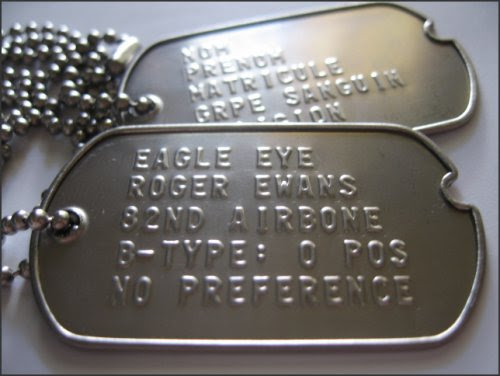 NOM
PRENOM
MATRICULE
GRPE SANGUIN
EAGLE EYE
ROGER EWANS
82ND AIRBONE
B-TYPE: O POS
NO PREFERENCE